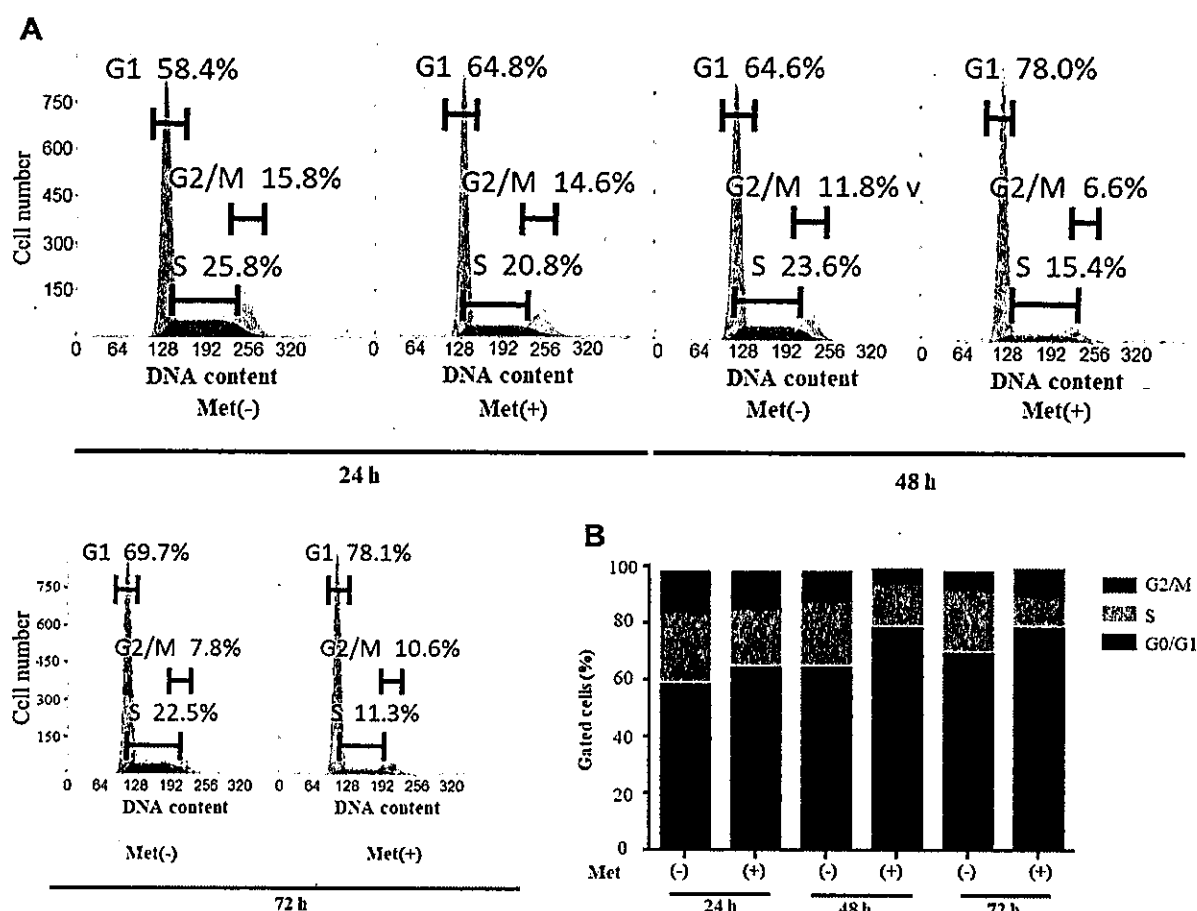 A
G1 58.4%
G1 64.8%
G1 64.6%
G1 78.0%
750
600
450
300
150
0
Cell number
G2/M 15.8%
G2/M 14.6%
G2/M 11.8% v
G2/M 6.6%
S 25.8%
S 20.8%
S 23.6%
S 15.4%
0 64 128 192 256 320
0 64 128 192 256 320
0 64 128 192 256 320
0 64 128 192 256 320
DNA content
DNA content
DNA content
DNA content
Met(-)
Met(+)
Met(-)
Met(+)
24 h
48 h
G1 69.7%
G1 78.1%
750
600
450
300
150
Cell number
G2/M 7.8%
G2/M 10.6%
S 22.5%
S 11.3%
0 64 128 192 256 320
0 64 128 192 256 320
DNA content
DNA content
Met(-)
Met(+)
72 h
B
100
80
60
40
20
0
Gated cells (%)
G2/M
S
G0/G1
Met (-) (+) (-) (+) (-) (+)
24 h 48 h 72 h